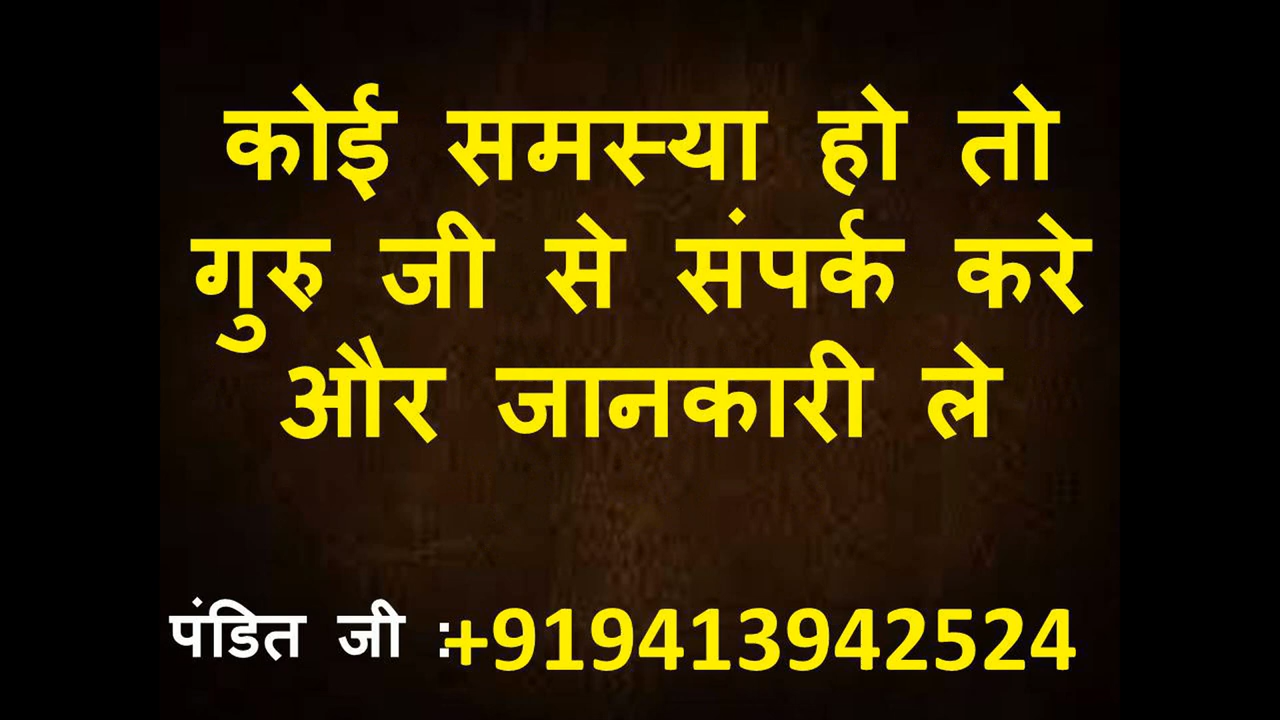 कोई समस्या हो तो
गुरु जी से संपर्क करे
और जानकारी ले
पंडित जी :+919413942524